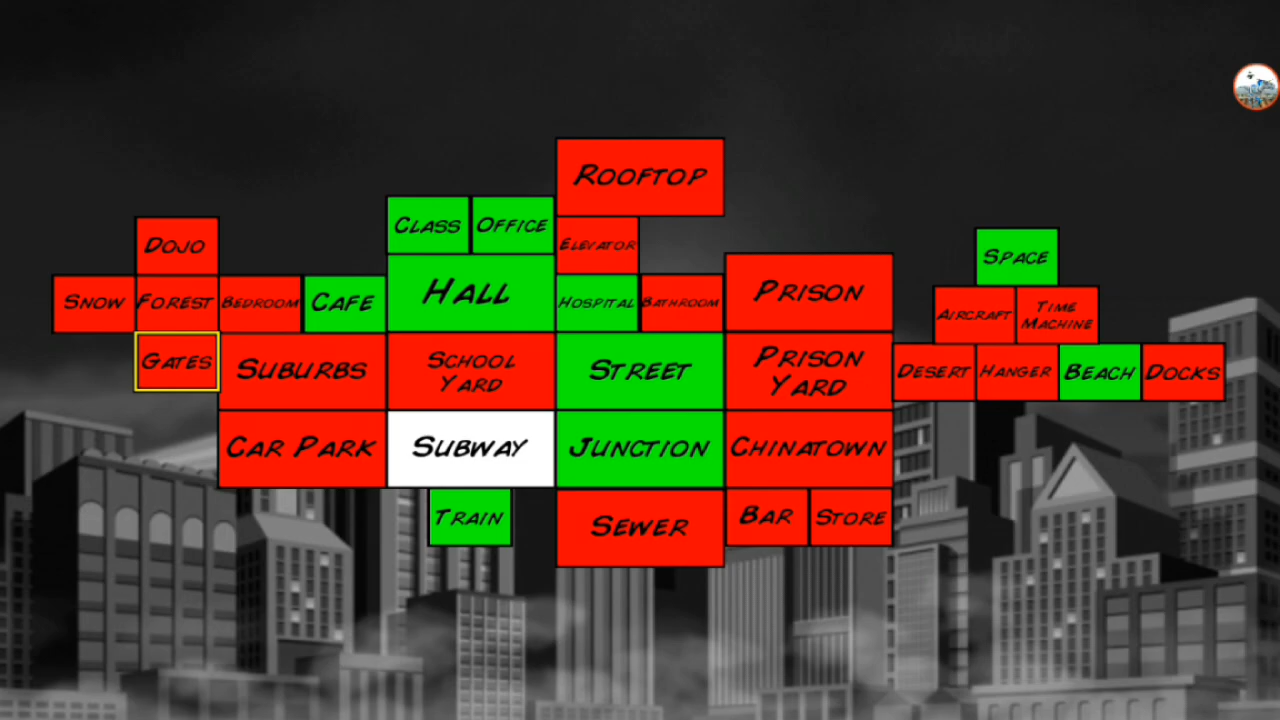 ROOFTOP
CLASS OFFICE
DOJO ELEVATOR
SPACE
SNOW FOREST BEDROOM CAFE HALL HOSPITAL BATHROOM PRISON
AIRCRAFT TIME
MACHINE
GATES SUBURBS SCHOOL
YARD STREET PRISON
YARD DESERT HANGER BEACH DOCKS
CAR PARK SUBWAY JUNCTION CHINATOWN
TRAIN SEWER BAR STORE